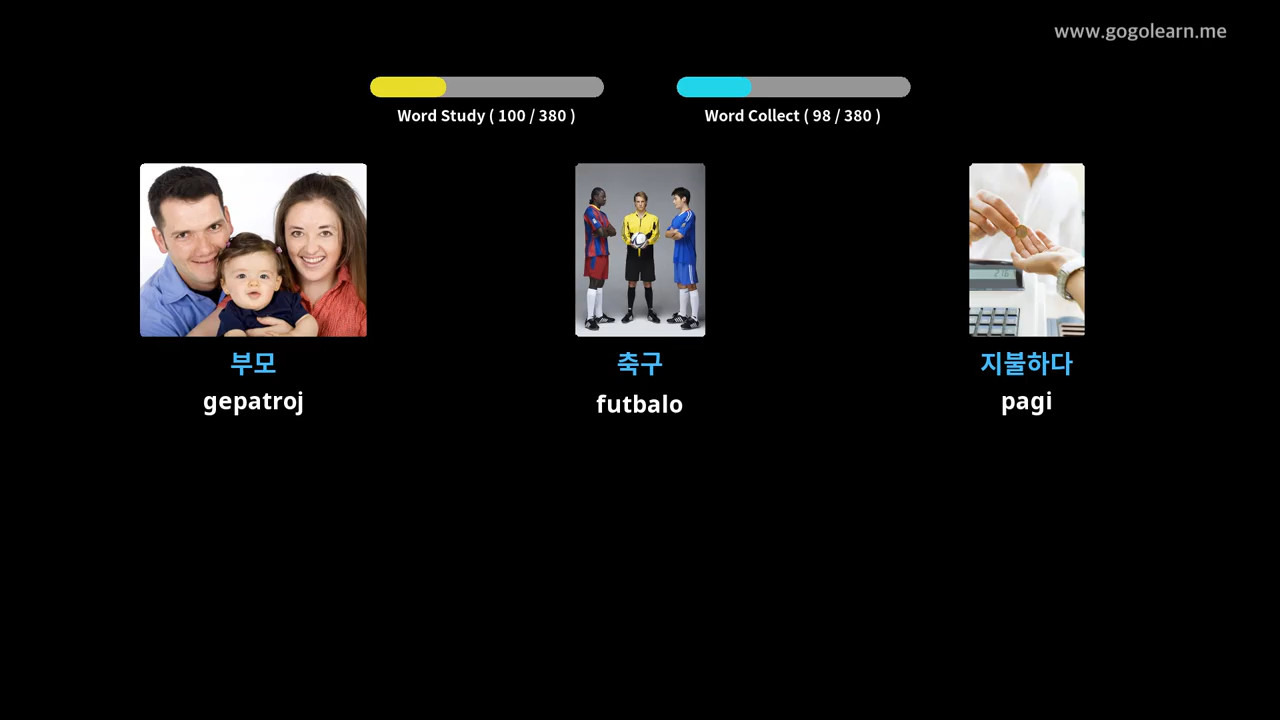 www.gogolearn.me
Word Study ( 100 / 380 )
Word Collect ( 98 / 380 )
부모
gepatroj
축구
futbalo
지불하다
pagi